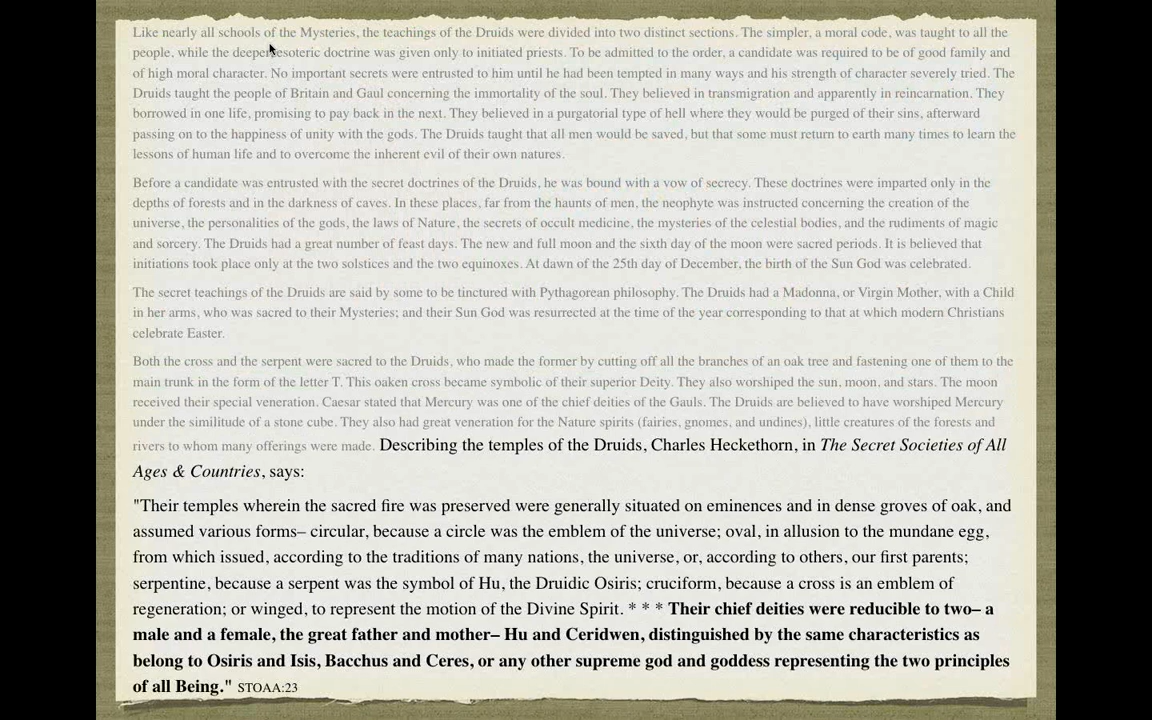 Like nearly all schools of the Mysteries, the teachings of the Druids were divided into two distinct sections. The simpler, a moral code, was taught to all the
people, while the deeper esoteric doctrine was given only to initiated priests. To be admitted to the order, a candidate was required to be of good family and
of high moral character. No important secrets were entrusted to him until he had been tempted in many ways and his strength of character severely tried. The
Druids taught the people of Britain and Gaul concerning the immortality of the soul. They believed in transmigration and apparently in reincarnation. They
borrowed in one life, promising to pay back in the next. They believed in a purgatorial type of hell where they would be purged of their sins, afterward
passing on to the happiness of unity with the gods. The Druids taught that all men would be saved, but that some must return to earth many times to learn the
lessons of human life and to overcome the inherent evil of their own natures.
Before a candidate was entrusted with the secret doctrines of the Druids, he was bound with a vow of secrecy. These doctrines were imparted only in the
depths of forests and in the darkness of caves. In these places, far from the haunts of men, the neophyte was instructed concerning the creation of the
universe, the personalities of the gods, the laws of Nature, the secrets of occult medicine, the mysteries of the celestial bodies, and the rudiments of magic
and sorcery. The Druids had a great number of feast days. The new and full moon and the sixth day of the moon were sacred periods. It is believed that
initiations took place only at the two solstices and the two equinoxes. At dawn of the 25th day of December, the birth of the Sun God was celebrated.
The secret teachings of the Druids are said by some to be tinctured with Pythagorean philosophy. The Druids had a Madonna, or Virgin Mother, with a Child
in her arms, who was sacred to their Mysteries; and their Sun God was resurrected at the time of the year corresponding to that at which modern Christians
celebrate Easter.
Both the cross and the serpent were sacred to the Druids, who made the former by cutting off all the branches of an oak tree and fastening one of them to the
main trunk in the form of the letter T. This oaken cross became symbolic of their superior Deity. They also worshiped the sun, moon, and stars. The moon
received their special veneration. Caesar stated that Mercury was one of the chief deities of the Gauls. The Druids are believed to have worshiped Mercury
under the similitude of a stone cube. They also had great veneration for the Nature spirits (fairies, gnomes, and undines), little creatures of the forests and
rivers to whom many offerings were made. Describing the temples of the Druids, Charles Heckethorn, in The Secret Societies of All
Ages & Countries, says:
"Their temples wherein the sacred fire was preserved were generally situated on eminences and in dense groves of oak, and
assumed various forms– circular, because a circle was the emblem of the universe; oval, in allusion to the mundane egg,
from which issued, according to the traditions of many nations, the universe, or, according to others, our first parents;
serpentine, because a serpent was the symbol of Hu, the Druidic Osiris; cruciform, because a cross is an emblem of
regeneration; or winged, to represent the motion of the Divine Spirit. * * * Their chief deities were reducible to two– a
male and a female, the great father and mother– Hu and Ceridwen, distinguished by the same characteristics as
belong to Osiris and Isis, Bacchus and Ceres, or any other supreme god and goddess representing the two principles
of all Being." STOAA:23